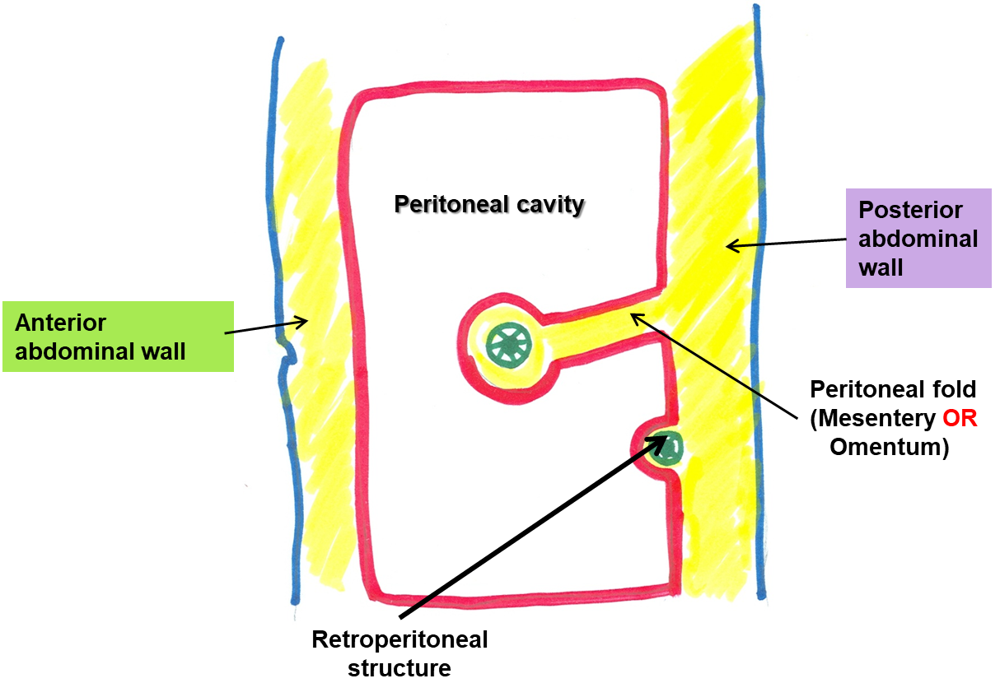 Peritoneal cavity
Posterior
abdominal
wall
Anterior
abdominal wall
Peritoneal fold
(Mesentery OR
Omentum)
Retroperitoneal
structure